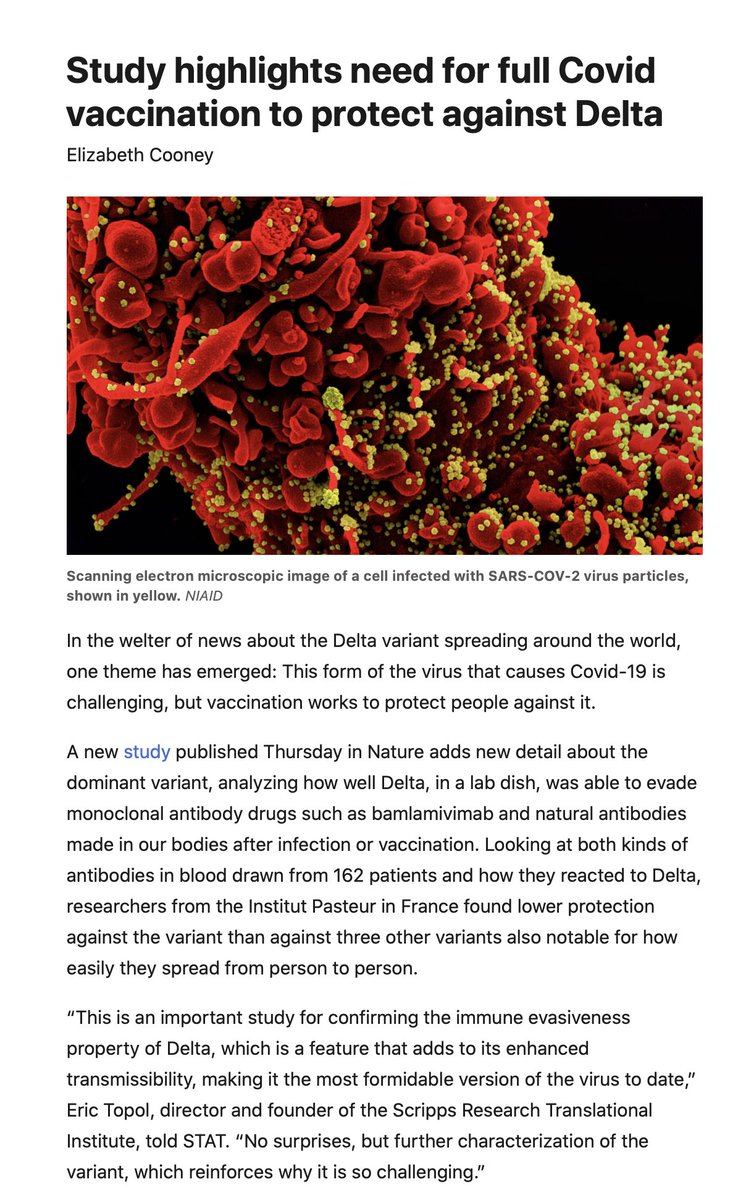 Study highlights need for full Covid
vaccination to protect against Delta
Elizabeth Cooney
Scanning electron microscopic image of a cell infected with SARS-COV-2 virus particles,
shown in yellow. NIAID
In the welter of news about the Delta variant spreading around the world,
one theme has emerged: This form of the virus that causes Covid-19 is
challenging, but vaccination works to protect people against it.
A new study published Thursday in Nature adds new detail about the
dominant variant, analyzing how well Delta, in a lab dish, was able to evade
monoclonal antibody drugs such as bamlamivimab and natural antibodies
made in our bodies after infection or vaccination. Looking at both kinds of
antibodies in blood drawn from 162 patients and how they reacted to Delta,
researchers from the Institut Pasteur in France found lower protection
against the variant than against three other variants also notable for how
easily they spread from person to person.
“This is an important study for confirming the immune evasiveness
property of Delta, which is a feature that adds to its enhanced
transmissibility, making it the most formidable version of the virus to date,”
Eric Topol, director and founder of the Scripps Research Translational
Institute, told STAT. “No surprises, but further characterization of the
variant, which reinforces why it is so challenging.”